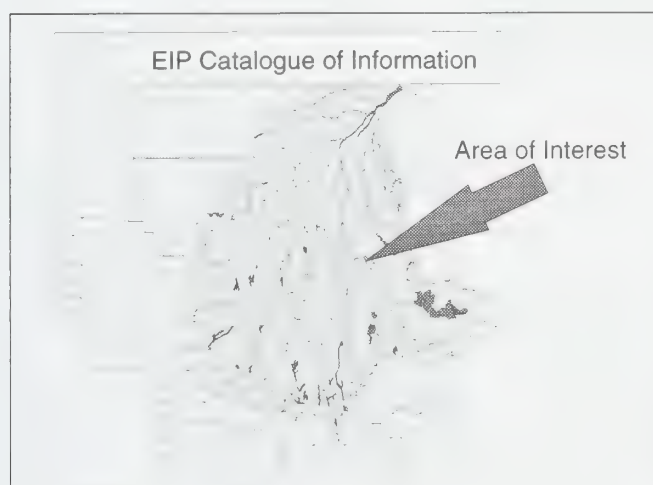 EIP Catalogue of Information
Area of Interest